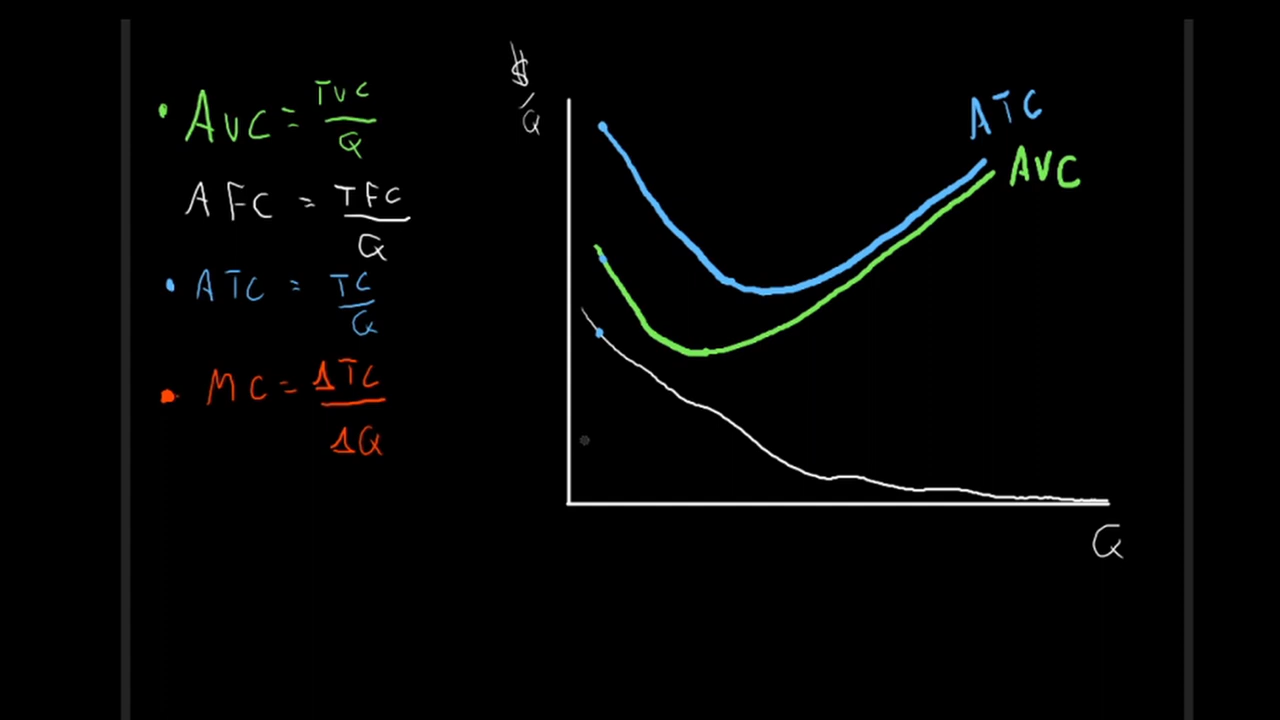 • AVC = TVC/Q
AFC = TFC/Q
• ATC = TC/Q
• MC = ΔTC/ΔQ
$/Q
ATC
AVC
Q